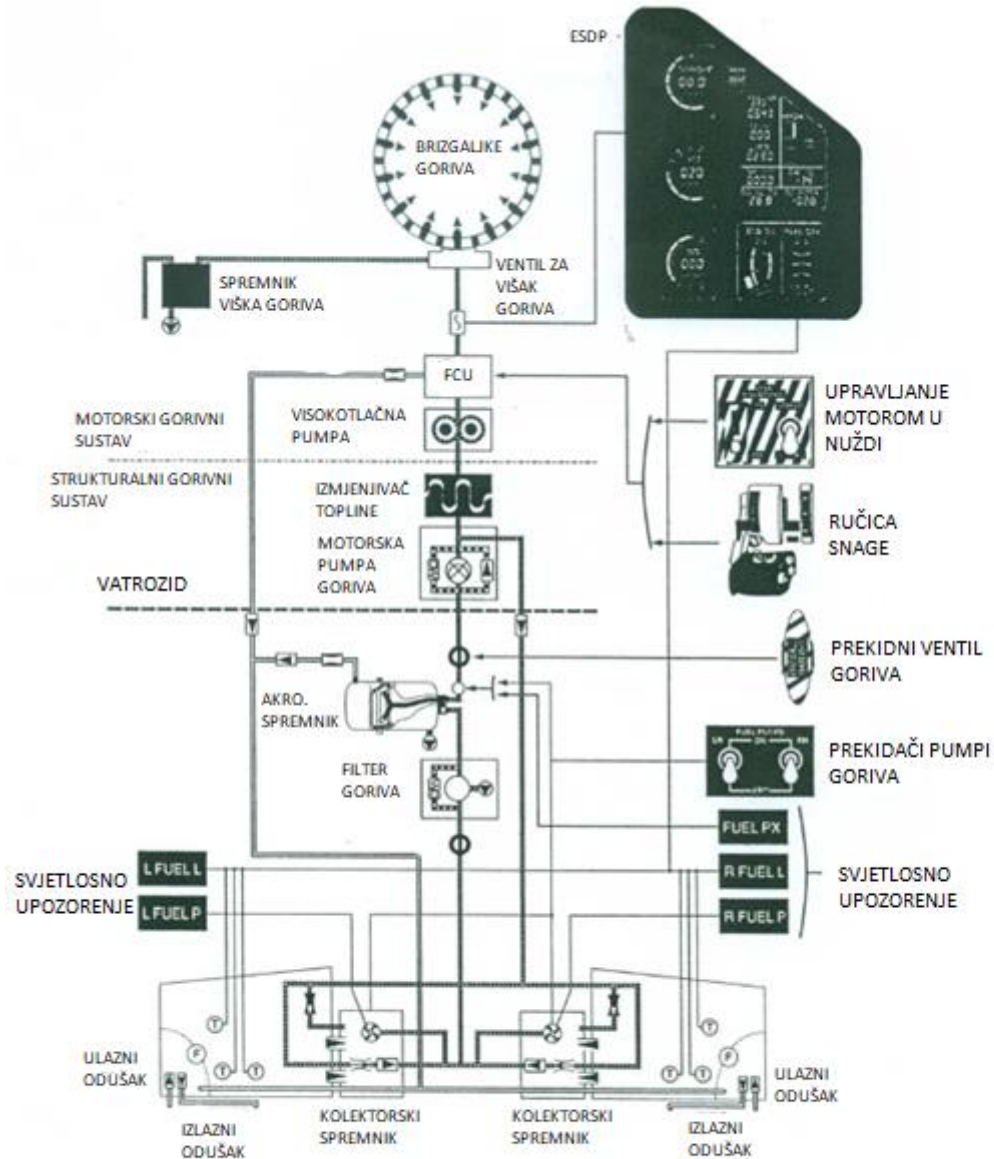 ESDP
BRIZGALJKE
GORIVA
SPREMNIK
VIŠKA GORIVA
VENTIL ZA
VIŠAK
GORIVA
FCU
MOTORSKI GORIVNI
SUSTAV
VISOKOTLAČNA
PUMPA
UPRAVLJANJE
MOTOROM U
NUŽDI
STRUKTURALNI GORIVNI
SUSTAV
IZMJENJIVAČ
TOPLINE
RUČICA
SNAGE
MOTORSKA
PUMPA
GORIVA
VATROZID
PREKIDNI VENTIL
GORIVA
AKRO.
SPREMNIK
FUEL PUMPS
PREKIDAČI PUMPI
GORIVA
FILTER
GORIVA
FUEL PX
L FUEL L
R FUEL L
SVJETLOSNO
UPOZORENJE
SVJETLOSNO
UPOZORENJE
L FUEL P
R FUEL P
T
T
F
F
T T
T T
ULAZNI
ODUŠAK
ULAZNI
ODUŠAK
IZLAZNI
ODUŠAK
KOLEKTORSKI
SPREMNIK
KOLEKTORSKI
SPREMNIK
IZLAZNI
ODUŠAK